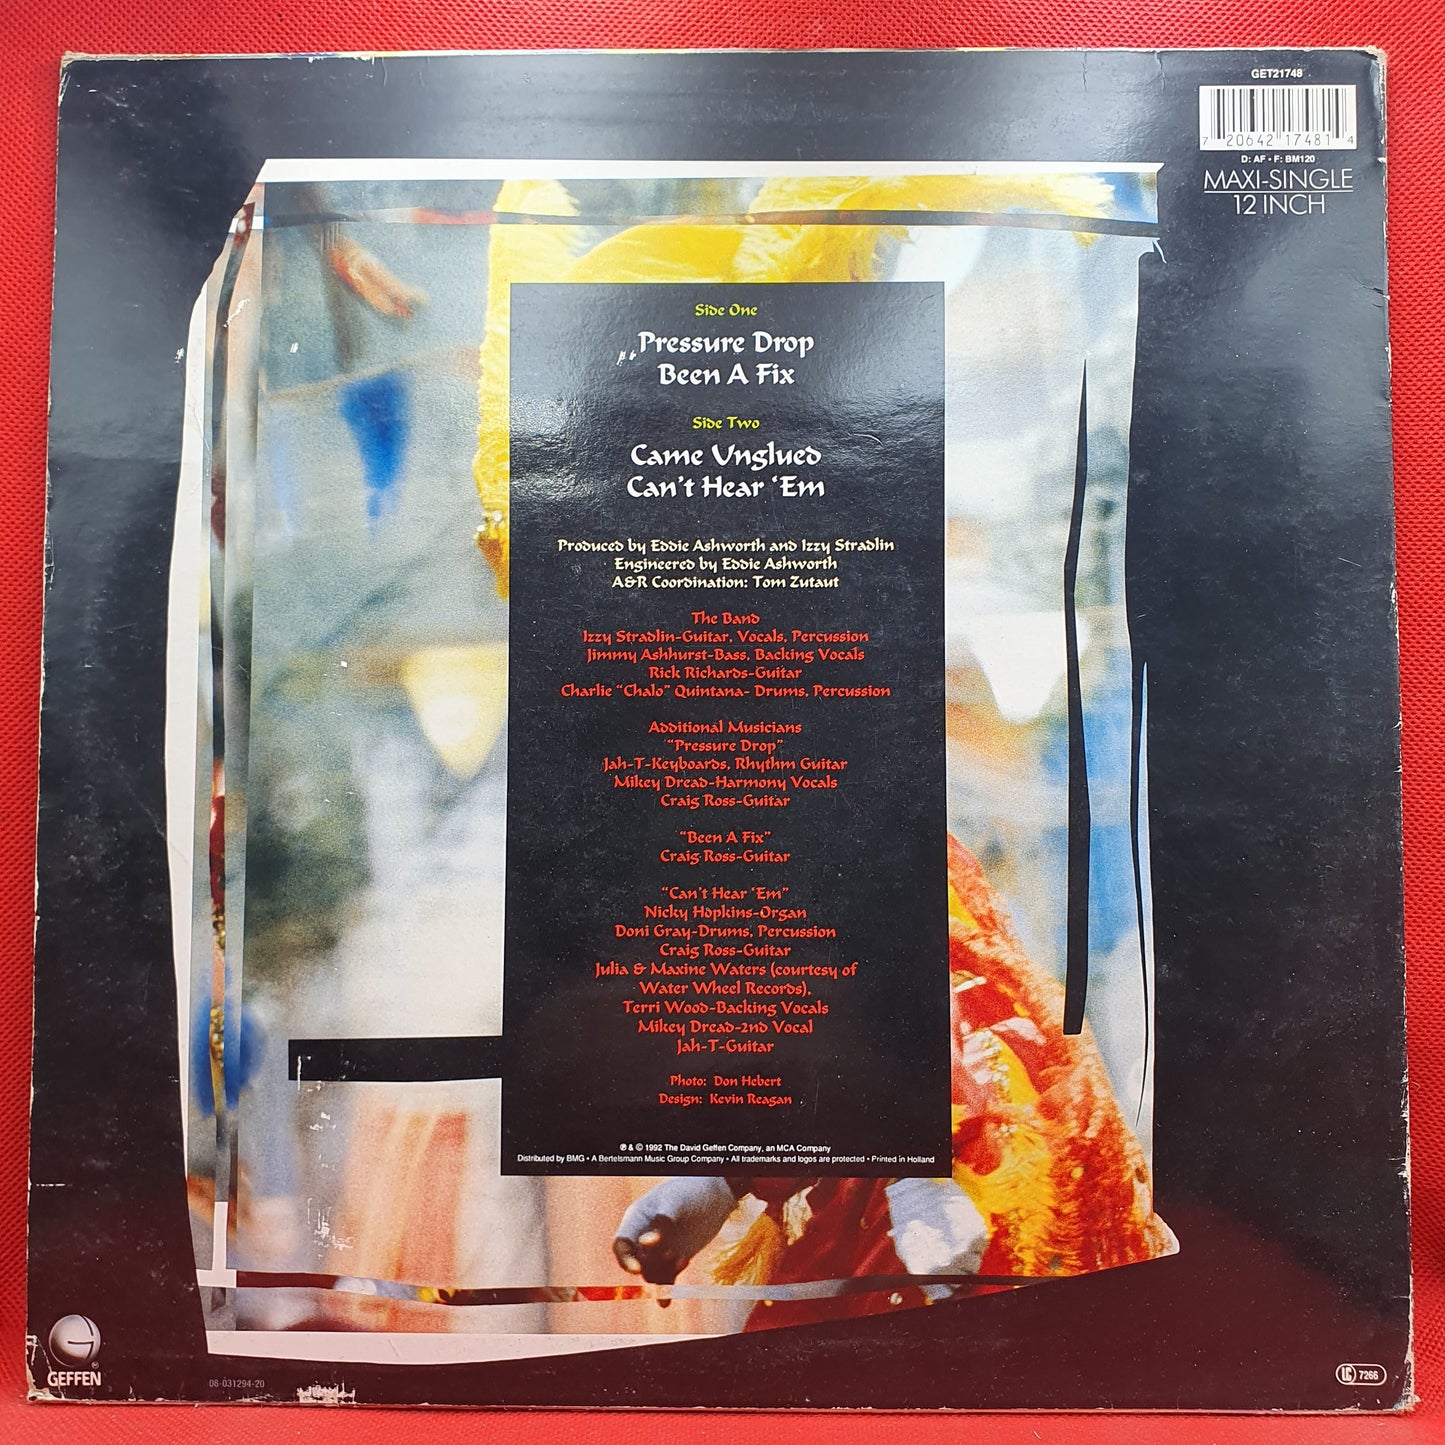 GET21748
7 20642 17481 4
D: AF • F: BM120
MAXI-SINGLE
12 INCH
Side One
Pressure Drop
Been A Fix
Side Two
Came Unglued
Can't Hear 'Em
Produced by Eddie Ashworth and Izzy Stradlin
Engineered by Eddie Ashworth
A&R Coordination: Tom Zutaut
The Band
Izzy Stradlin-Guitar, Vocals, Percussion
Jimmy Ashhurst-Bass, Backing Vocals
Rick Richards-Guitar
Charlie "Chalo" Quintana- Drums, Percussion
Additional Musicians
"Pressure Drop"
Jah-T-Keyboards, Rhythm Guitar
Mikey Dread-Harmony Vocals
Craig Ross-Guitar
"Been A Fix"
Craig Ross-Guitar
"Can't Hear 'Em"
Nicky Hopkins-Organ
Doni Gray-Drums, Percussion
Craig Ross-Guitar
Julia & Maxine Waters (courtesy of
Water Wheel Records),
Terri Wood-Backing Vocals
Mikey Dread-2nd Vocal
Jah-T-Guitar
Photo: Don Hebert
Design: Kevin Reagan
℗ & © 1992 The David Geffen Company, an MCA Company
Distributed by BMG • A Bertelsmann Music Group Company • All trademarks and logos are protected • Printed in Holland
GEFFEN
08-031294-20
LC 7266